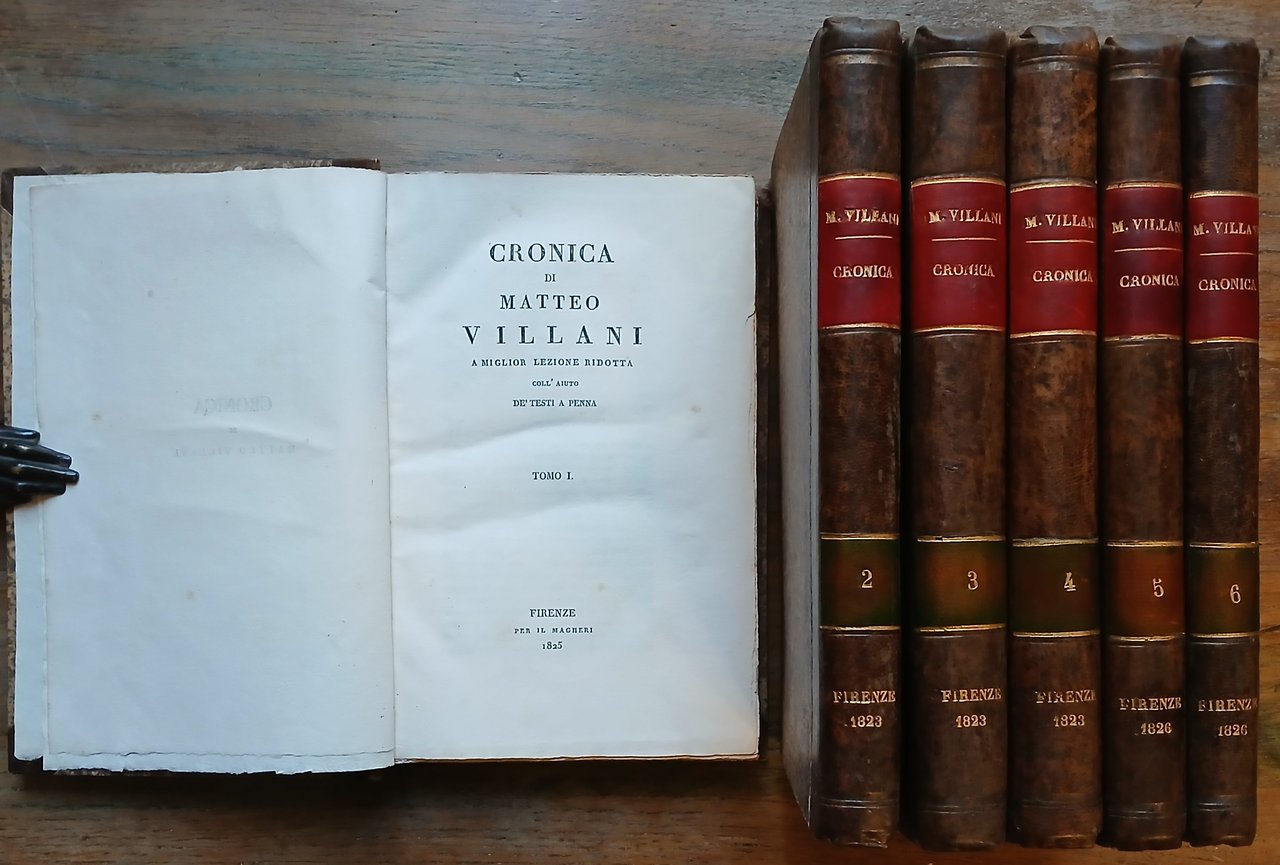 CRONICA
DI
MATTEO
VILLANI
A MIGLIOR LEZIONE RIDOTTA
COLL' AIUTO
DE' TESTI A PENNA
TOMO I.
FIRENZE
PER IL MAGHERI
1825
M. VILLANI
CRONICA
2
FIRENZE
1823
M. VILLANI
CRONICA
3
FIRENZE
1823
M. VILLANI
CRONICA
4
FIRENZE
1823
M. VILLANI
CRONICA
5
FIRENZE
1826
M. VILLANI
CRONICA
6
FIRENZE
1826